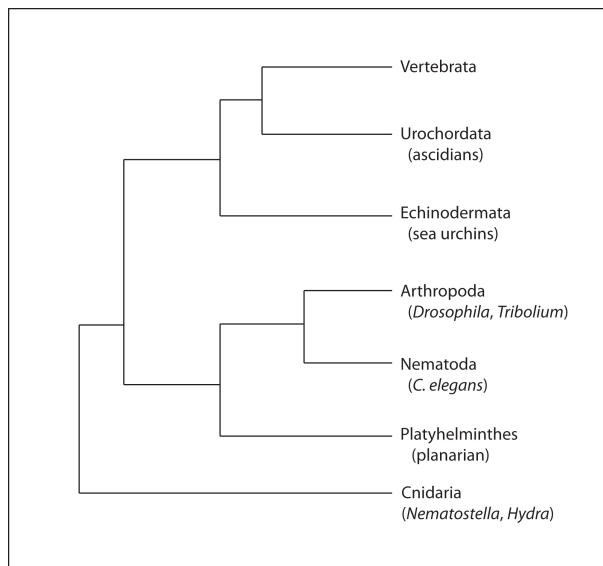 Vertebrata
Urochordata
(ascidians)
Echinodermata
(sea urchins)
Arthropoda
(Drosophila, Tribolium)
Nematoda
(C. elegans)
Platyhelminthes
(planarian)
Cnidaria
(Nematostella, Hydra)